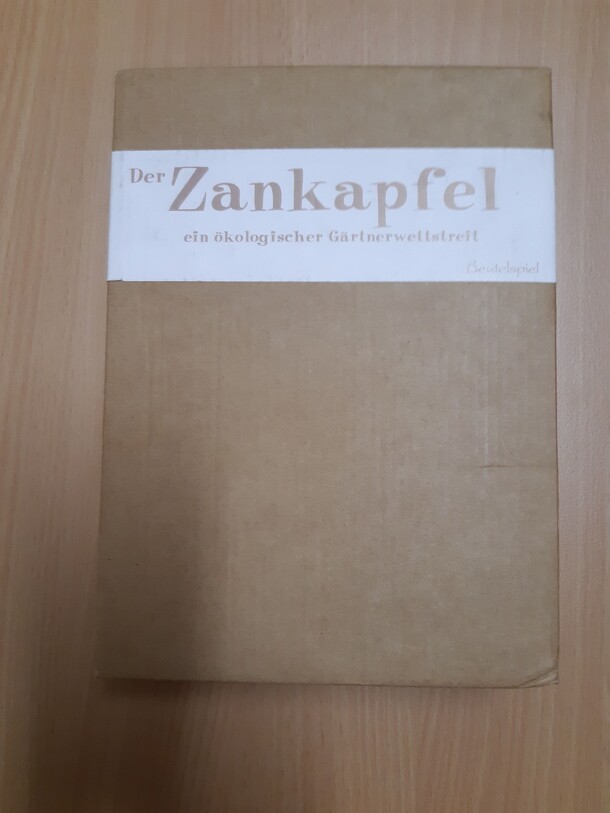 Der Zankapfel
ein ökologischer Gärtnerwettstreit
Beutelspiel